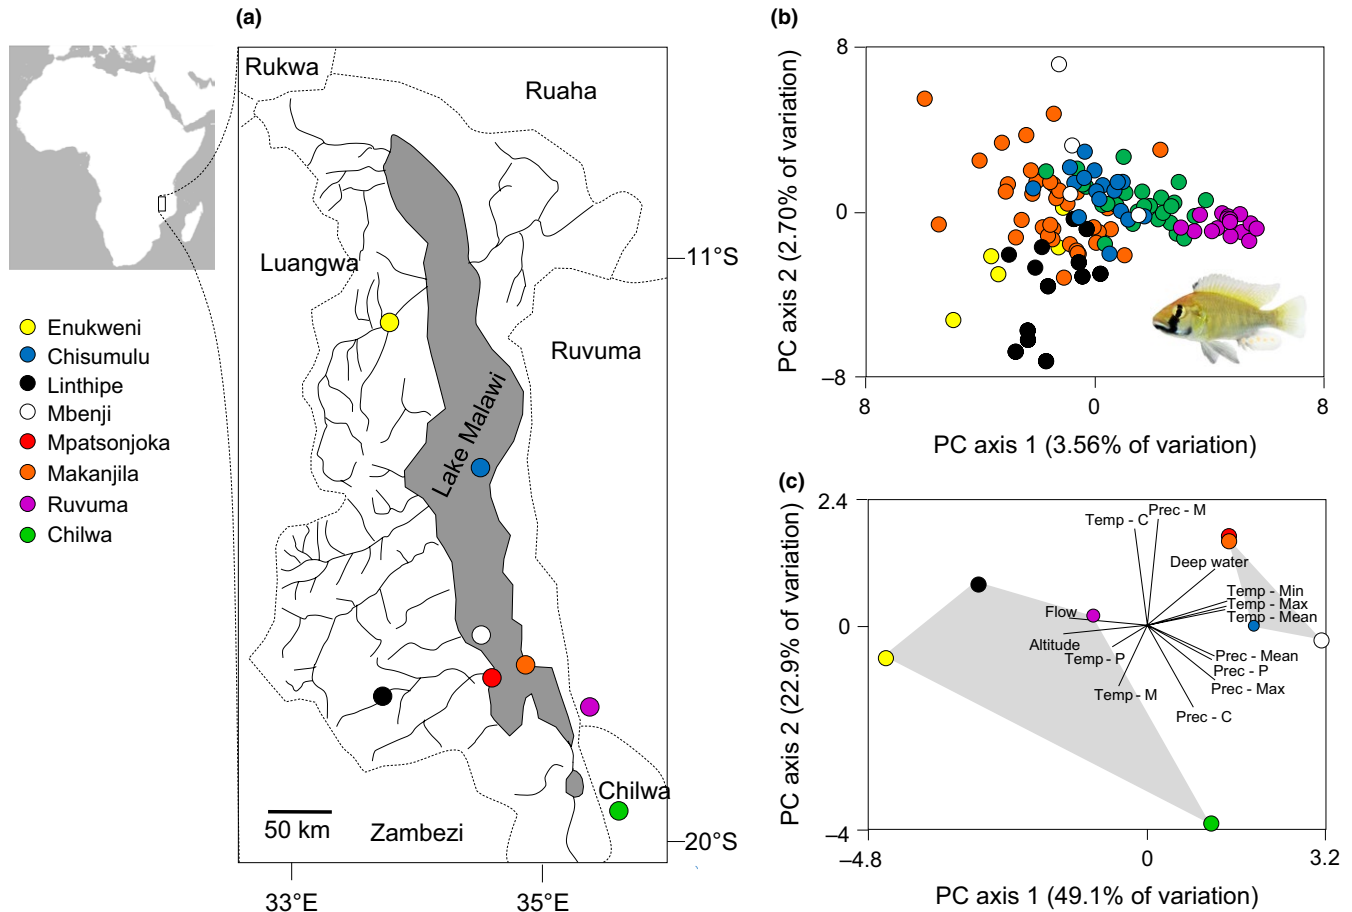 (a)
Rukwa
Ruaha
Luangwa
11°S
Ruvuma
Lake Malawi
Enukweni
Chisumulu
Linthipe
Mbenji
Mpatsonjoka
Makanjila
Ruvuma
Chilwa
Chilwa
50 km
Zambezi
20°S
33°E
35°E
(b)
8
0
–8
8
0
8
PC axis 2 (2.70% of variation)
PC axis 1 (3.56% of variation)
(c)
2.4
0
–4
–4.8
0
3.2
PC axis 2 (22.9% of variation)
PC axis 1 (49.1% of variation)
Prec - M
Temp - C
Deep water
Temp - Min
Temp - Max
Temp - Mean
Flow
Altitude
Temp - P
Temp - M
Prec - Mean
Prec - P
Prec - Max
Prec - C